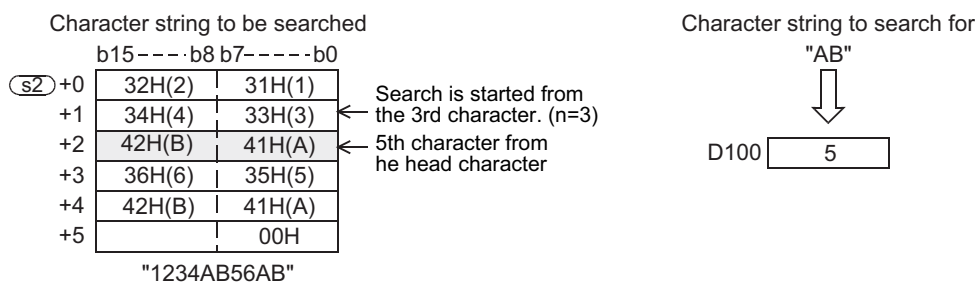 Character string to be searched
b15----b8 b7-----b0
s2 +0 32H(2) 31H(1)
+1 34H(4) 33H(3)
+2 42H(B) 41H(A)
+3 36H(6) 35H(5)
+4 42H(B) 41H(A)
+5 00H
"1234AB56AB"
Search is started from
the 3rd character. (n=3)
5th character from
he head character
Character string to search for
"AB"
D100 5